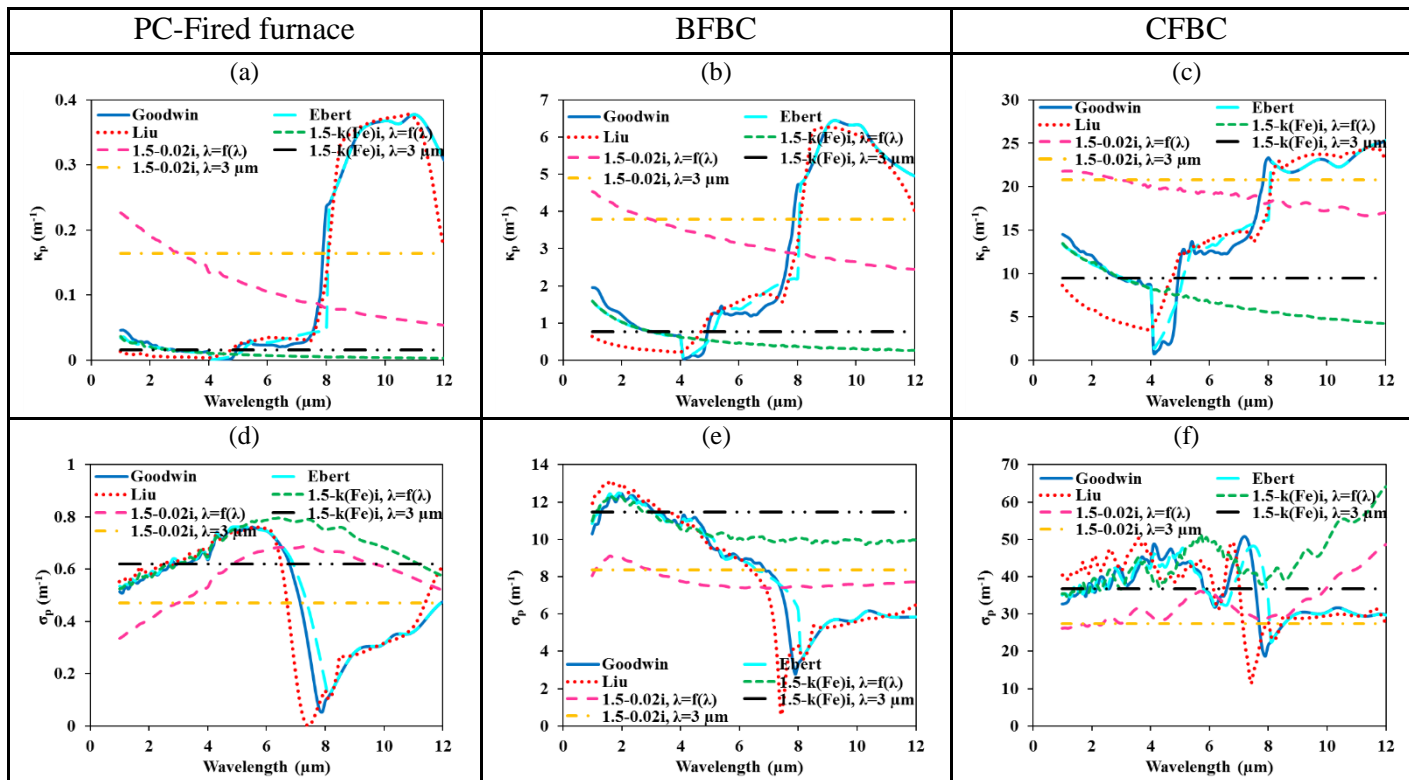 PC-Fired furnace
BFBC
CFBC
(a)
0.4
0.3
0.2
0.1
0
0 2 4 6 8 10 12
κp (m-1)
Wavelength (μm)
Goodwin
Ebert
Liu
1.5-k(Fe)i, λ=f(λ)
1.5-0.02i, λ=f(λ)
1.5-k(Fe)i, λ=3 μm
1.5-0.02i, λ=3 μm
(b)
7
6
5
4
3
2
1
0
0 2 4 6 8 10 12
κp (m-1)
Wavelength (μm)
Goodwin
Ebert
Liu
1.5-k(Fe)i, λ=f(λ)
1.5-0.02i, λ=f(λ)
1.5-k(Fe)i, λ=3 μm
1.5-0.02i, λ=3 μm
(c)
30
25
20
15
10
5
0
0 2 4 6 8 10 12
κp (m-1)
Wavelength (μm)
Goodwin
Ebert
Liu
1.5-k(Fe)i, λ=f(λ)
1.5-0.02i, λ=f(λ)
1.5-k(Fe)i, λ=3 μm
1.5-0.02i, λ=3 μm
(d)
1
0.8
0.6
0.4
0.2
0
0 2 4 6 8 10 12
σp (m-1)
Wavelength (μm)
Goodwin
Ebert
Liu
1.5-k(Fe)i, λ=f(λ)
1.5-0.02i, λ=f(λ)
1.5-k(Fe)i, λ=3 μm
1.5-0.02i, λ=3 μm
(e)
14
12
10
8
6
4
2
0
0 2 4 6 8 10 12
σp (m-1)
Wavelength (μm)
Goodwin
Ebert
Liu
1.5-k(Fe)i, λ=f(λ)
1.5-0.02i, λ=f(λ)
1.5-k(Fe)i, λ=3 μm
1.5-0.02i, λ=3 μm
(f)
70
60
50
40
30
20
10
0
0 2 4 6 8 10 12
σp (m-1)
Wavelength (μm)
Goodwin
Ebert
Liu
1.5-k(Fe)i, λ=f(λ)
1.5-0.02i, λ=f(λ)
1.5-k(Fe)i, λ=3 μm
1.5-0.02i, λ=3 μm